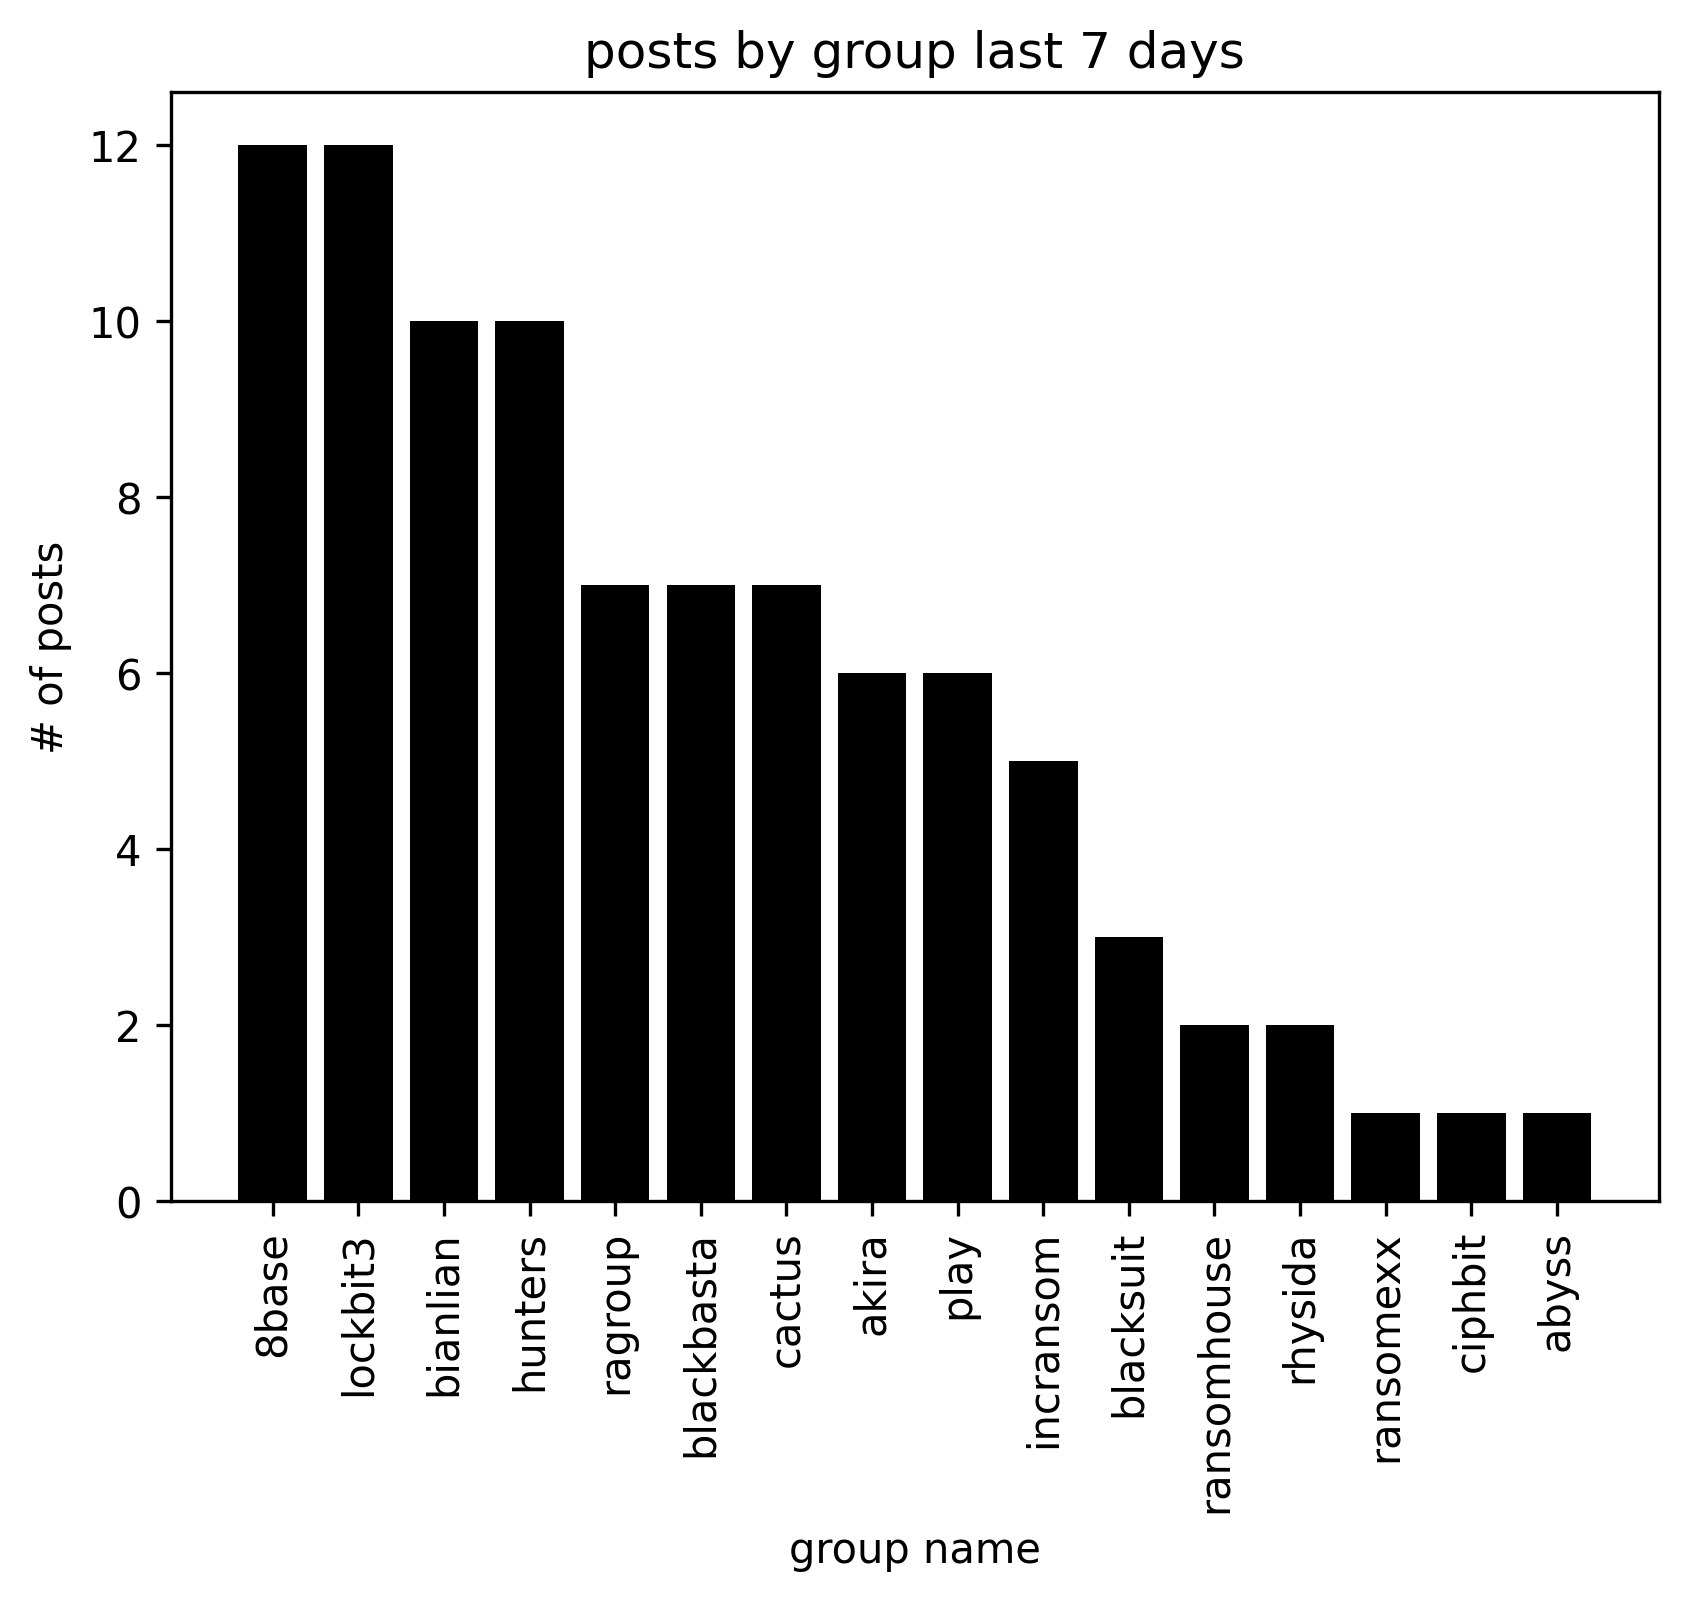 posts by group last 7 days
12
10
8
6
4
2
0
# of posts
8base
lockbit3
bianlian
hunters
ragroup
blackbasta
cactus
akira
play
incransom
blacksuit
ransomhouse
rhysida
ransomexx
ciphbit
abyss
group name